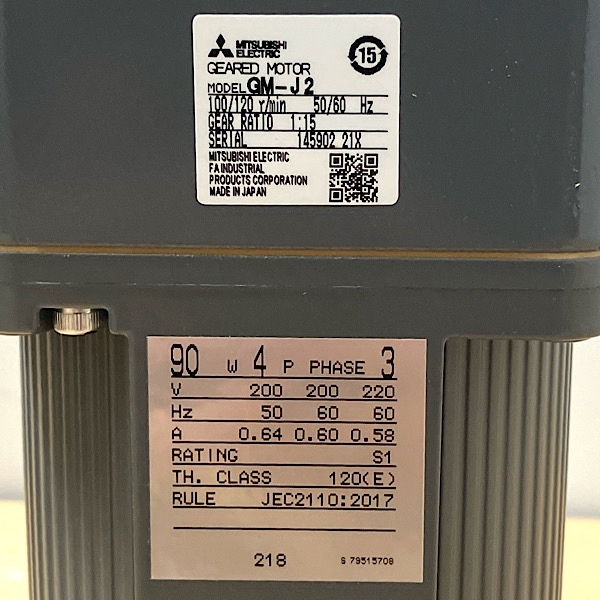 MITSUBISHI
ELECTRIC
15
GEARED MOTOR
MODEL GM-J2
100/120 r/min 50/60 Hz
GEAR RATIO 1:15
SERIAL 145902 21X
MITSUBISHI ELECTRIC
FA INDUSTRIAL
PRODUCTS CORPORATION
MADE IN JAPAN
90 W 4 P PHASE 3
V 200 200 220
Hz 50 60 60
A 0.64 0.60 0.58
RATING S1
TH. CLASS 120(E)
RULE JEC2110:2017
218 S 79515708